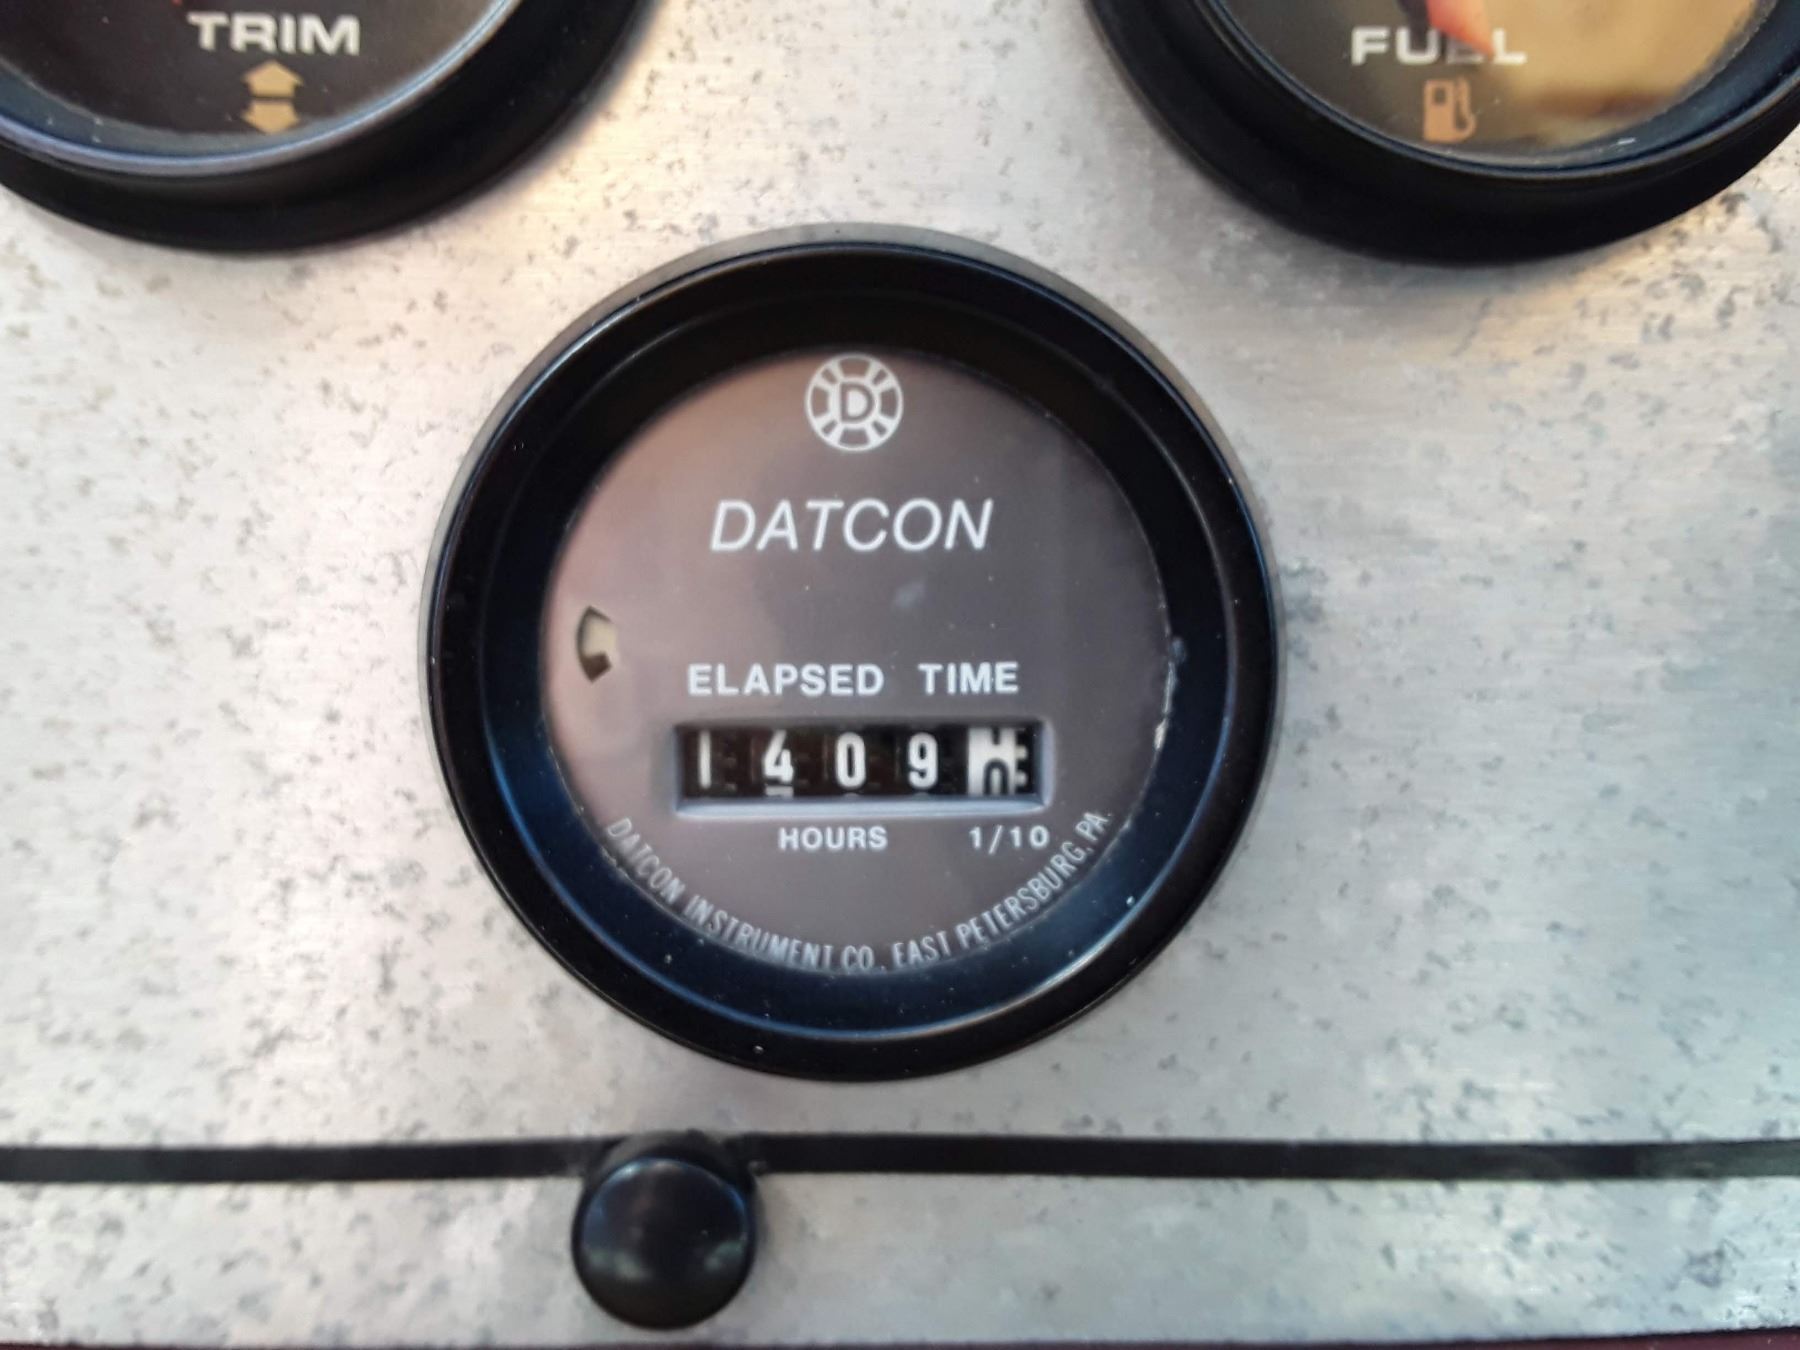 TRIM
FUEL
D
DATCON
ELAPSED TIME
1409
HOURS 1/10
DATCON INSTRUMENT CO. EAST PETERSBURG, PA.